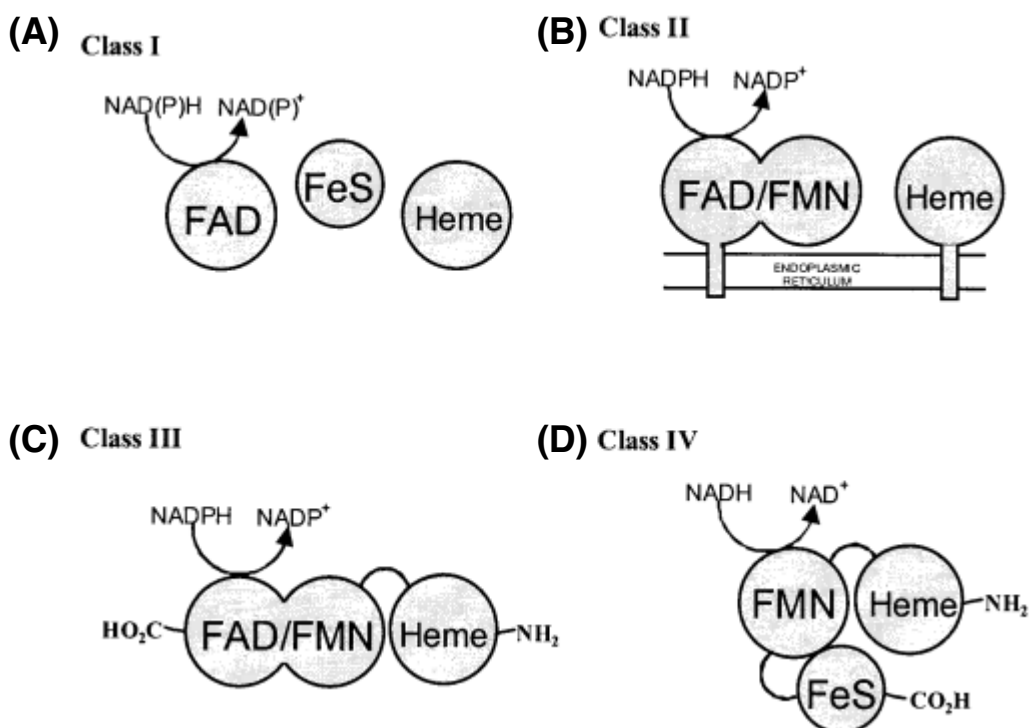 (A) Class I
NAD(P)H NAD(P)⁺
FAD
FeS
Heme
(B) Class II
NADPH NADP⁺
FAD/FMN
Heme
ENDOPLASMIC
RETICULUM
(C) Class III
NADPH NADP⁺
HO₂C
FAD/FMN
Heme
NH₂
(D) Class IV
NADH NAD⁺
FMN
Heme
NH₂
FeS
CO₂H